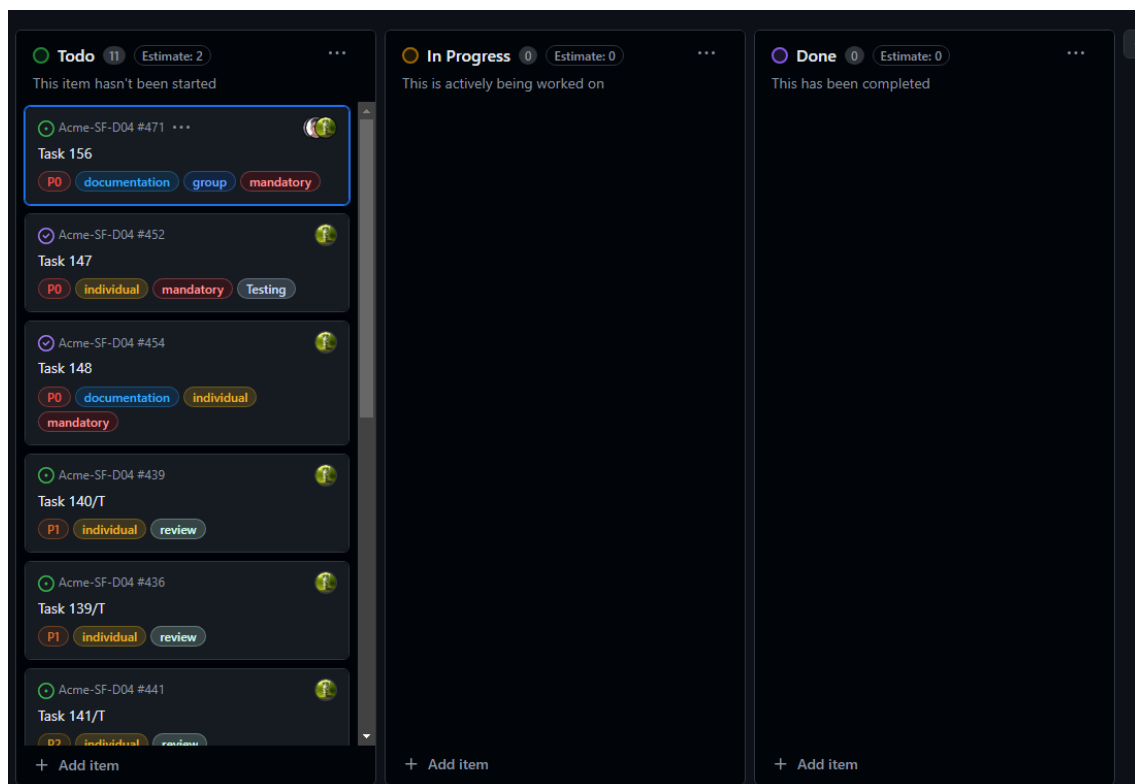 Todo 11 Estimate: 2 ...
This item hasn't been started
Acme-SF-D04 #471 ...
Task 156
P0 documentation group mandatory
Acme-SF-D04 #452
Task 147
P0 individual mandatory Testing
Acme-SF-D04 #454
Task 148
P0 documentation individual
mandatory
Acme-SF-D04 #439
Task 140/T
P1 individual review
Acme-SF-D04 #436
Task 139/T
P1 individual review
Acme-SF-D04 #441
Task 141/T
P2 individual review
+ Add item
In Progress 0 Estimate: 0 ...
This is actively being worked on
+ Add item
Done 0 Estimate: 0 ...
This has been completed
+ Add item